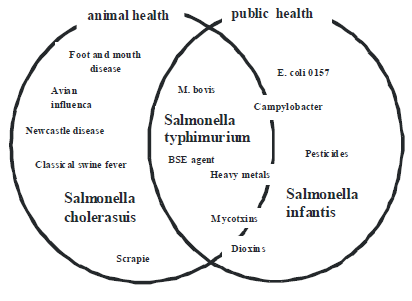 animal health
public health
Foot and mouth
disease
E. coli 0157
Avian
influenca
M. bovis
Campylobacter
Salmonella
typhimurium
Newcastle disease
BSE agent
Pesticides
Classical swine fever
Heavy metals
Salmonella
cholerasuis
Salmonella
infantis
Mycotxins
Dioxins
Scrapie